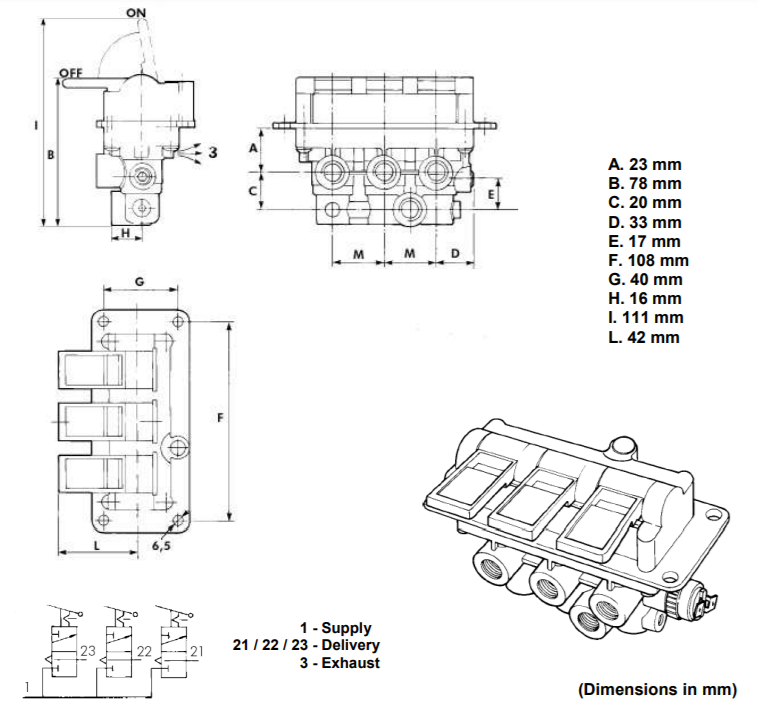 ON
OFF
I
B
3
H
A
C
E
M M D
A. 23 mm
B. 78 mm
C. 20 mm
D. 33 mm
E. 17 mm
F. 108 mm
G. 40 mm
H. 16 mm
I. 111 mm
L. 42 mm
G
F
L
6,5
23 22 21
1
1 - Supply
21 / 22 / 23 - Delivery
3 - Exhaust
(Dimensions in mm)